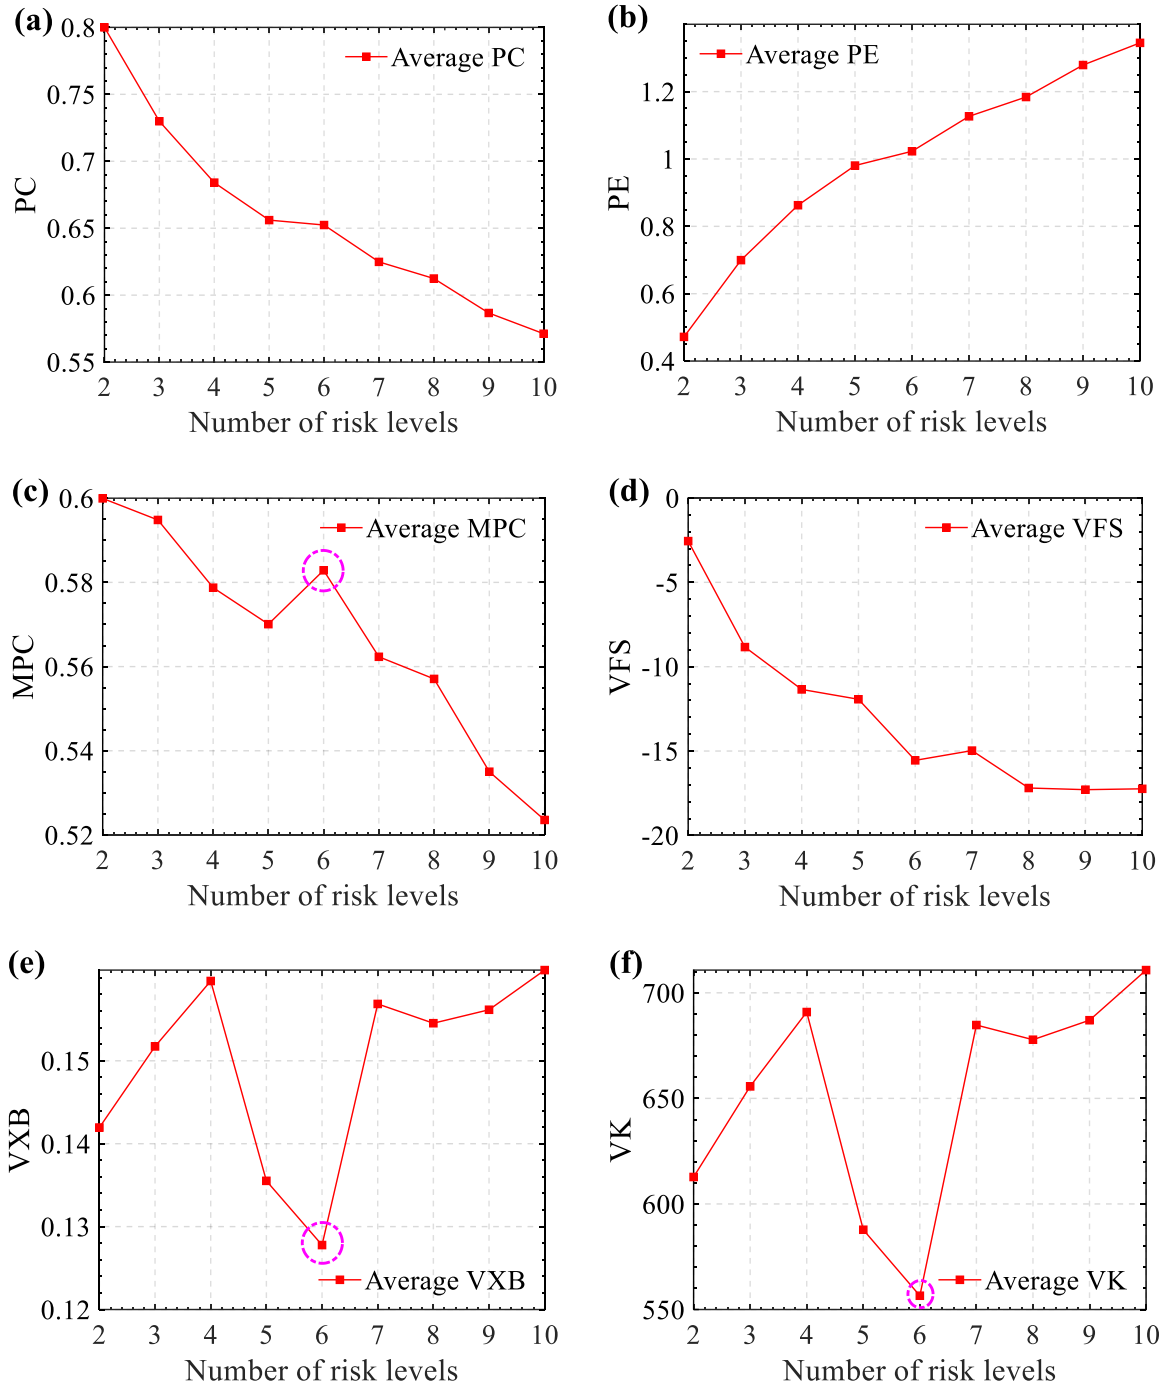 (a)
Average PC
0.8
0.75
0.7
0.65
0.6
0.55
PC
2 3 4 5 6 7 8 9 10
Number of risk levels
(b)
Average PE
1.2
1
0.8
0.6
0.4
PE
2 3 4 5 6 7 8 9 10
Number of risk levels
(c)
Average MPC
0.6
0.58
0.56
0.54
0.52
MPC
2 3 4 5 6 7 8 9 10
Number of risk levels
(d)
Average VFS
0
-5
-10
-15
-20
VFS
2 3 4 5 6 7 8 9 10
Number of risk levels
(e)
0.15
0.14
0.13
0.12
VXB
Average VXB
2 3 4 5 6 7 8 9 10
Number of risk levels
(f)
700
650
600
550
VK
Average VK
2 3 4 5 6 7 8 9 10
Number of risk levels